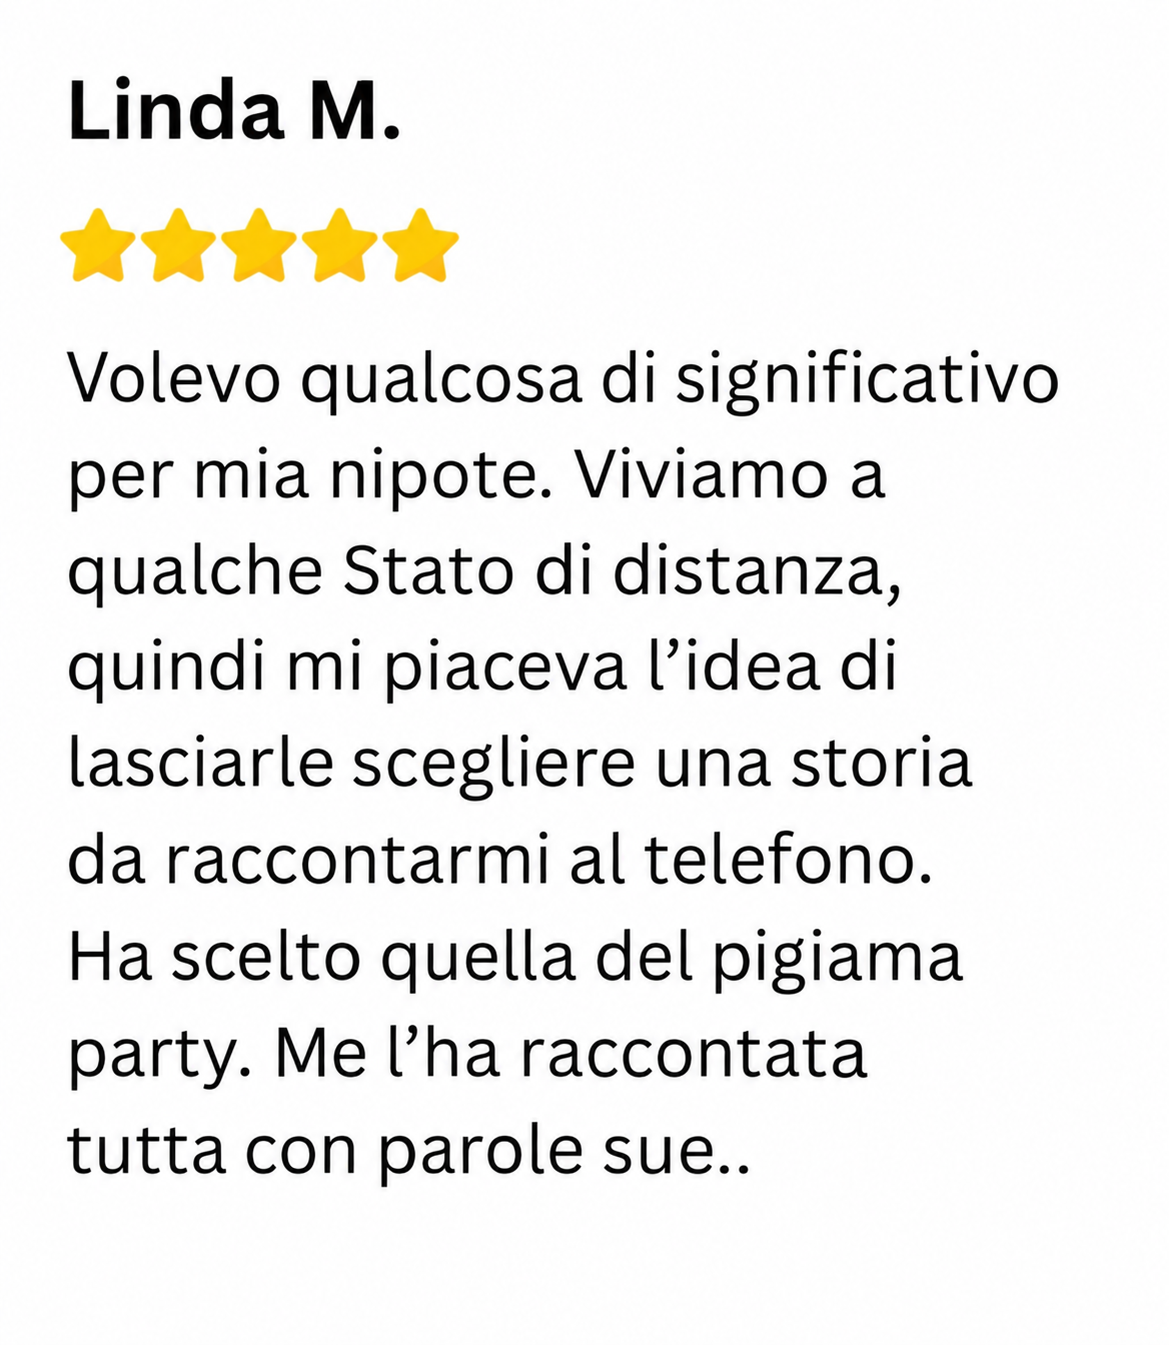 Linda M.
Volevo qualcosa di significativo
per mia nipote. Viviamo a
qualche Stato di distanza,
quindi mi piaceva l’idea di
lasciarle scegliere una storia
da raccontarmi al telefono.
Ha scelto quella del pigiama
party. Me l’ha raccontata
tutta con parole sue..